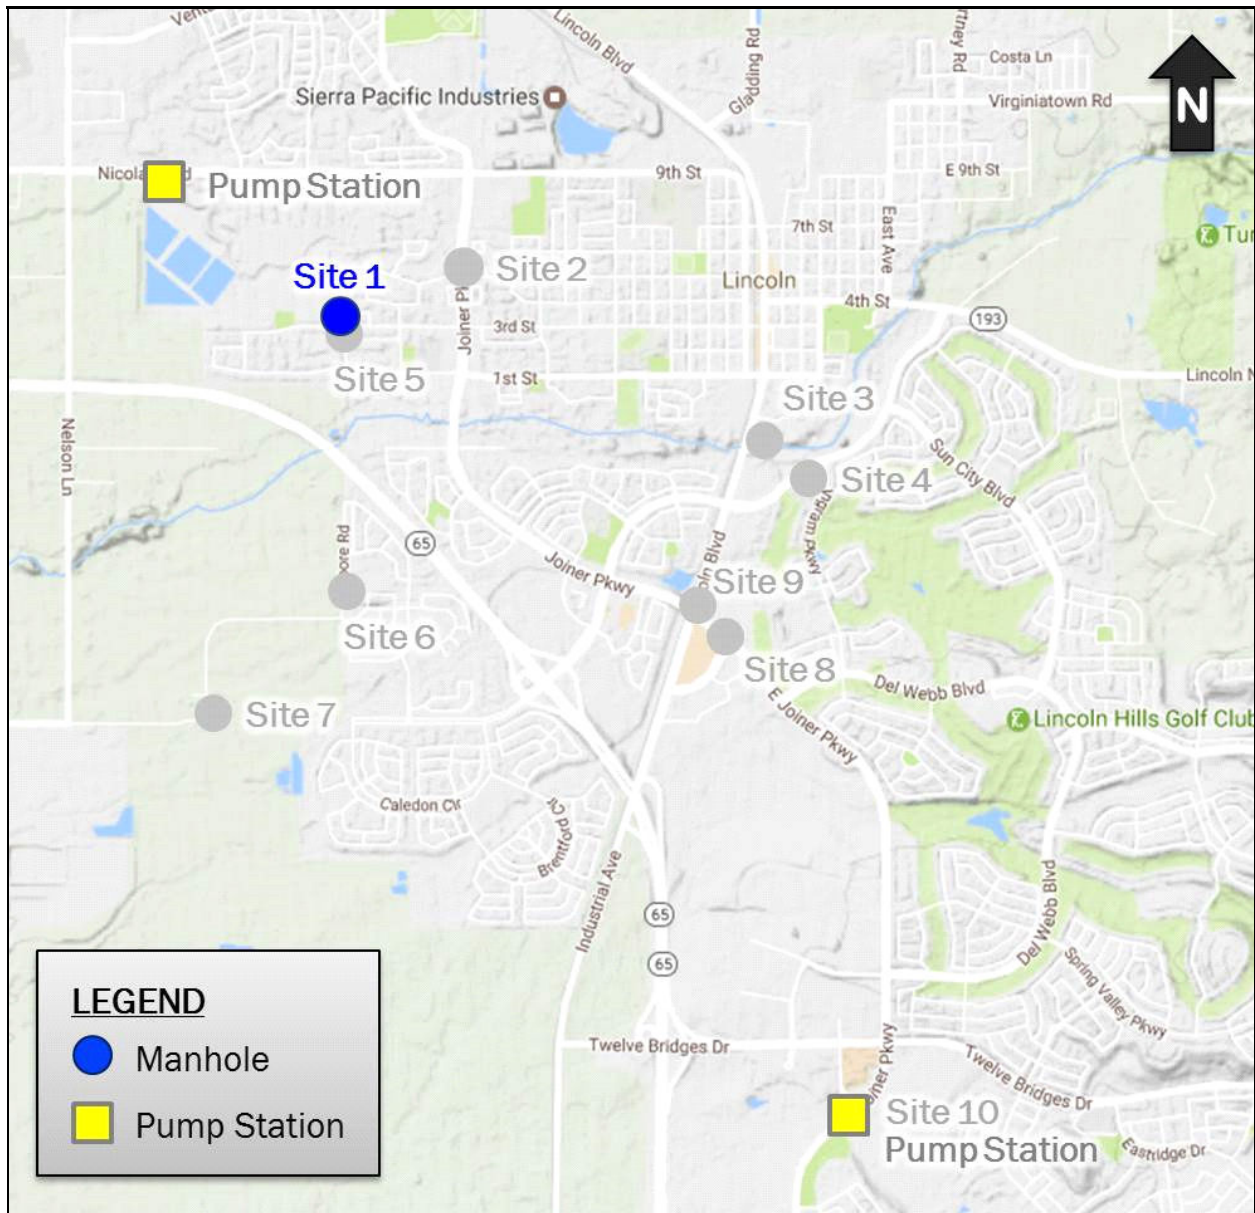 Lincoln Blvd
Gladding Rd
Costa Ln
Sierra Pacific Industries
Virginiatown Rd
N
9th St
E 9th St
Pump Station
7th St
East Ave
Site 1
Site 2
Lincoln
4th St
193
3rd St
Site 5
1st St
Site 3
Nelson Ln
Sun City Blvd
Site 4
65
Joiner Pkwy
Site 9
Site 6
Site 8
Del Webb Blvd
Site 7
E Joiner Pkwy
Lincoln Hills Golf Club
Caledon Cir
Brentford Cir
Industrial Ave
65
Del Webb Blvd
65
Spring Valley Pkwy
LEGEND
Manhole
Pump Station
Twelve Bridges Dr
Twelve Bridges Dr
Site 10
Pump Station
Eastridge Dr